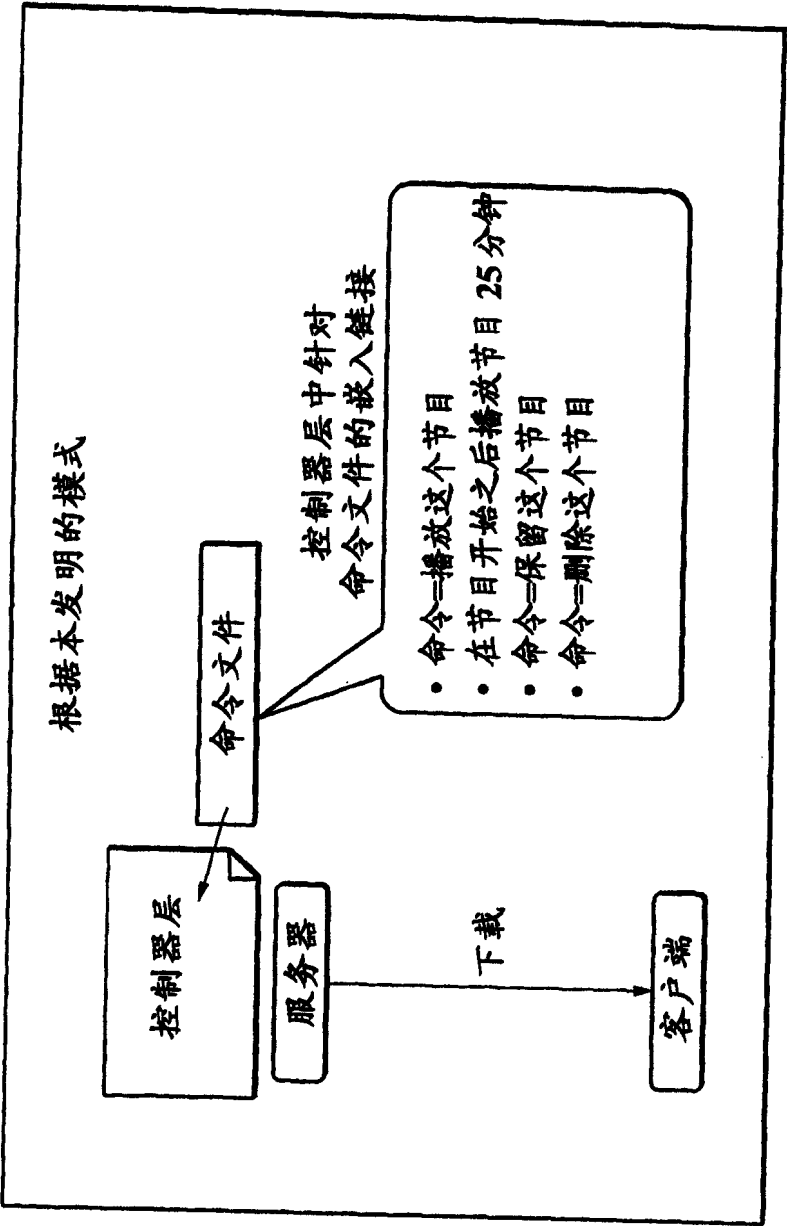 根据本发明的模式
控制器层
命令文件
服务器
下载
客户端
控制器层中针对
命令文件的嵌入链接
• 命令=播放这个节目
• 在节目开始之后播放节目 25分钟
• 命令=保留这个节目
• 命令=删除这个节目